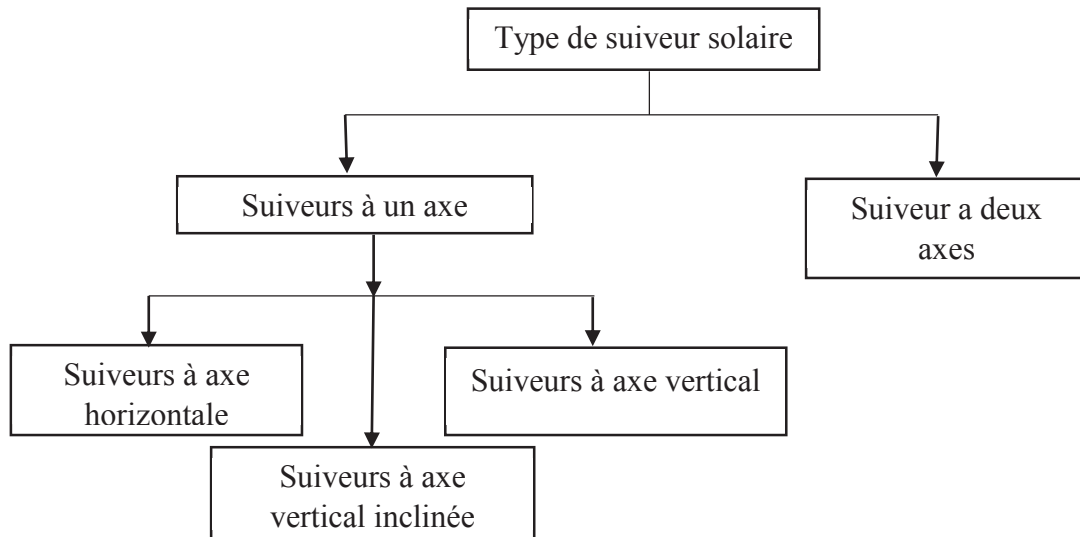 Type de suiveur solaire
Suiveurs à un axe
Suiveur a deux
axes
Suiveurs à axe
horizontale
Suiveurs à axe vertical
Suiveurs à axe
vertical inclinée